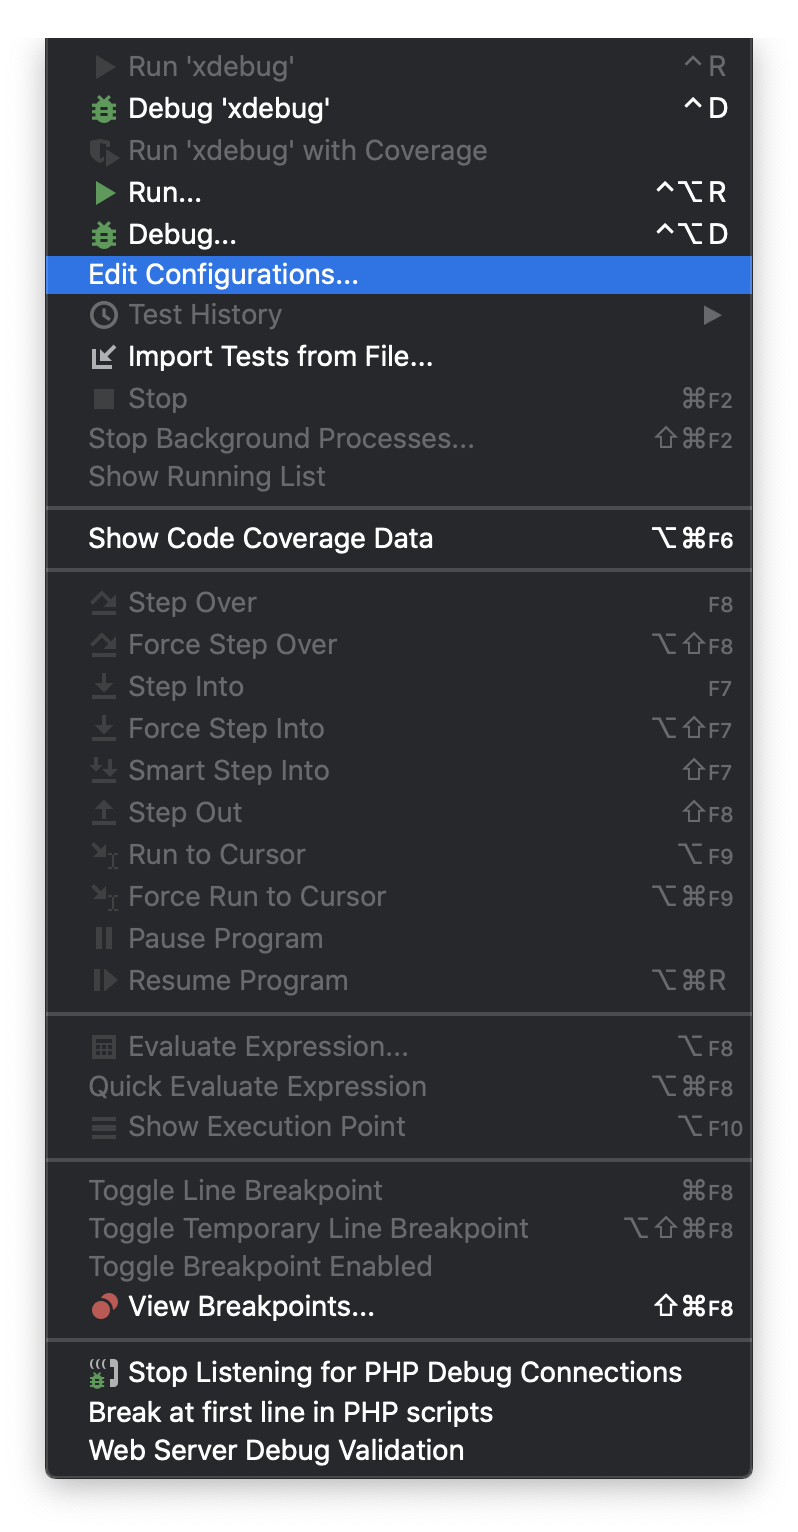 Run 'xdebug' ^ R
Debug 'xdebug' ^ D
Run 'xdebug' with Coverage
Run... ^⌥ R
Debug... ^⌥ D
Edit Configurations...
Test History
Import Tests from File...
Stop ⌘F2
Stop Background Processes... ⇧⌘F2
Show Running List
Show Code Coverage Data ⌥⌘F6
Step Over F8
Force Step Over ⌥⇧F8
Step Into F7
Force Step Into ⌥⇧F7
Smart Step Into ⇧F7
Step Out ⇧F8
Run to Cursor ⌥F9
Force Run to Cursor ⌥⌘F9
Pause Program
Resume Program ⌥⌘R
Evaluate Expression... ⌥F8
Quick Evaluate Expression ⌥⌘F8
Show Execution Point ⌥F10
Toggle Line Breakpoint ⌘F8
Toggle Temporary Line Breakpoint ⌥⇧⌘F8
Toggle Breakpoint Enabled
View Breakpoints... ⇧⌘F8
Stop Listening for PHP Debug Connections
Break at first line in PHP scripts
Web Server Debug Validation